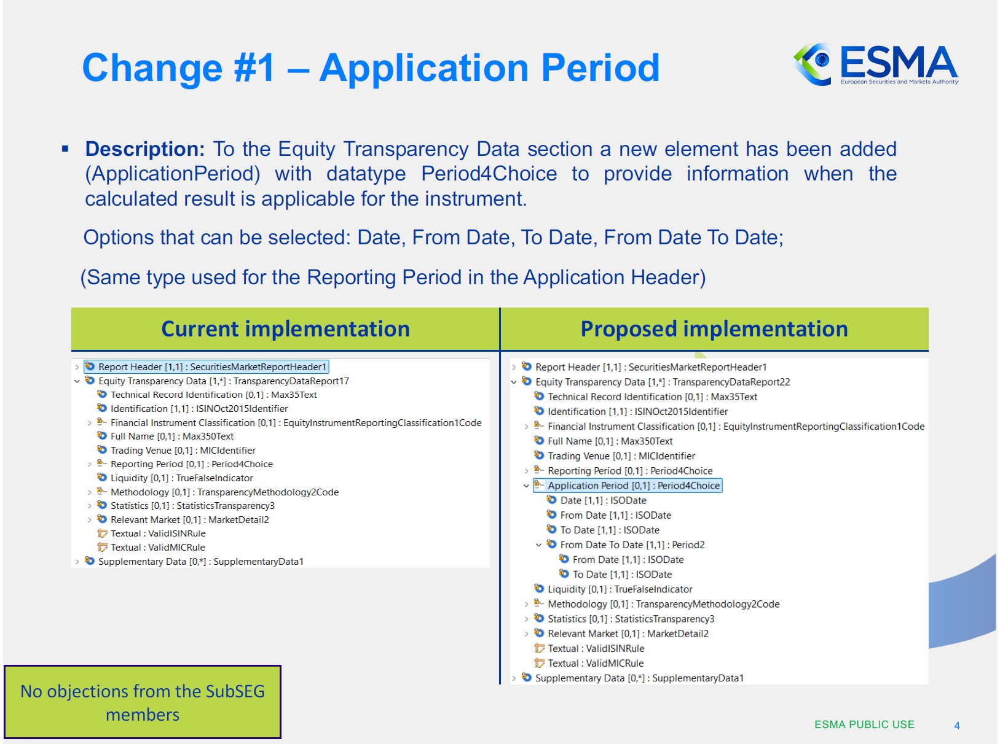 Change #1 – Application Period
ESMA
European Securities and Markets Authority
▪ Description: To the Equity Transparency Data section a new element has been added
(ApplicationPeriod) with datatype Period4Choice to provide information when the
calculated result is applicable for the instrument.
Options that can be selected: Date, From Date, To Date, From Date To Date;
(Same type used for the Reporting Period in the Application Header)
Current implementation
Report Header [1,1] : SecuritiesMarketReportHeader1
Equity Transparency Data [1,*] : TransparencyDataReport17
Technical Record Identification [0,1] : Max35Text
Identification [1,1] : ISINOct2015Identifier
Financial Instrument Classification [0,1] : EquityInstrumentReportingClassification1Code
Full Name [0,1] : Max350Text
Trading Venue [0,1] : MICIdentifier
Reporting Period [0,1] : Period4Choice
Liquidity [0,1] : TrueFalseIndicator
Methodology [0,1] : TransparencyMethodology2Code
Statistics [0,1] : StatisticsTransparency3
Relevant Market [0,1] : MarketDetail2
Textual : ValidISINRule
Textual : ValidMICRule
Supplementary Data [0,*] : SupplementaryData1
Proposed implementation
Report Header [1,1] : SecuritiesMarketReportHeader1
Equity Transparency Data [1,*] : TransparencyDataReport22
Technical Record Identification [0,1] : Max35Text
Identification [1,1] : ISINOct2015Identifier
Financial Instrument Classification [0,1] : EquityInstrumentReportingClassification1Code
Full Name [0,1] : Max350Text
Trading Venue [0,1] : MICIdentifier
Reporting Period [0,1] : Period4Choice
Application Period [0,1] : Period4Choice
Date [1,1] : ISODate
From Date [1,1] : ISODate
To Date [1,1] : ISODate
From Date To Date [1,1] : Period2
From Date [1,1] : ISODate
To Date [1,1] : ISODate
Liquidity [0,1] : TrueFalseIndicator
Methodology [0,1] : TransparencyMethodology2Code
Statistics [0,1] : StatisticsTransparency3
Relevant Market [0,1] : MarketDetail2
Textual : ValidISINRule
Textual : ValidMICRule
Supplementary Data [0,*] : SupplementaryData1
No objections from the SubSEG
members
ESMA PUBLIC USE
4